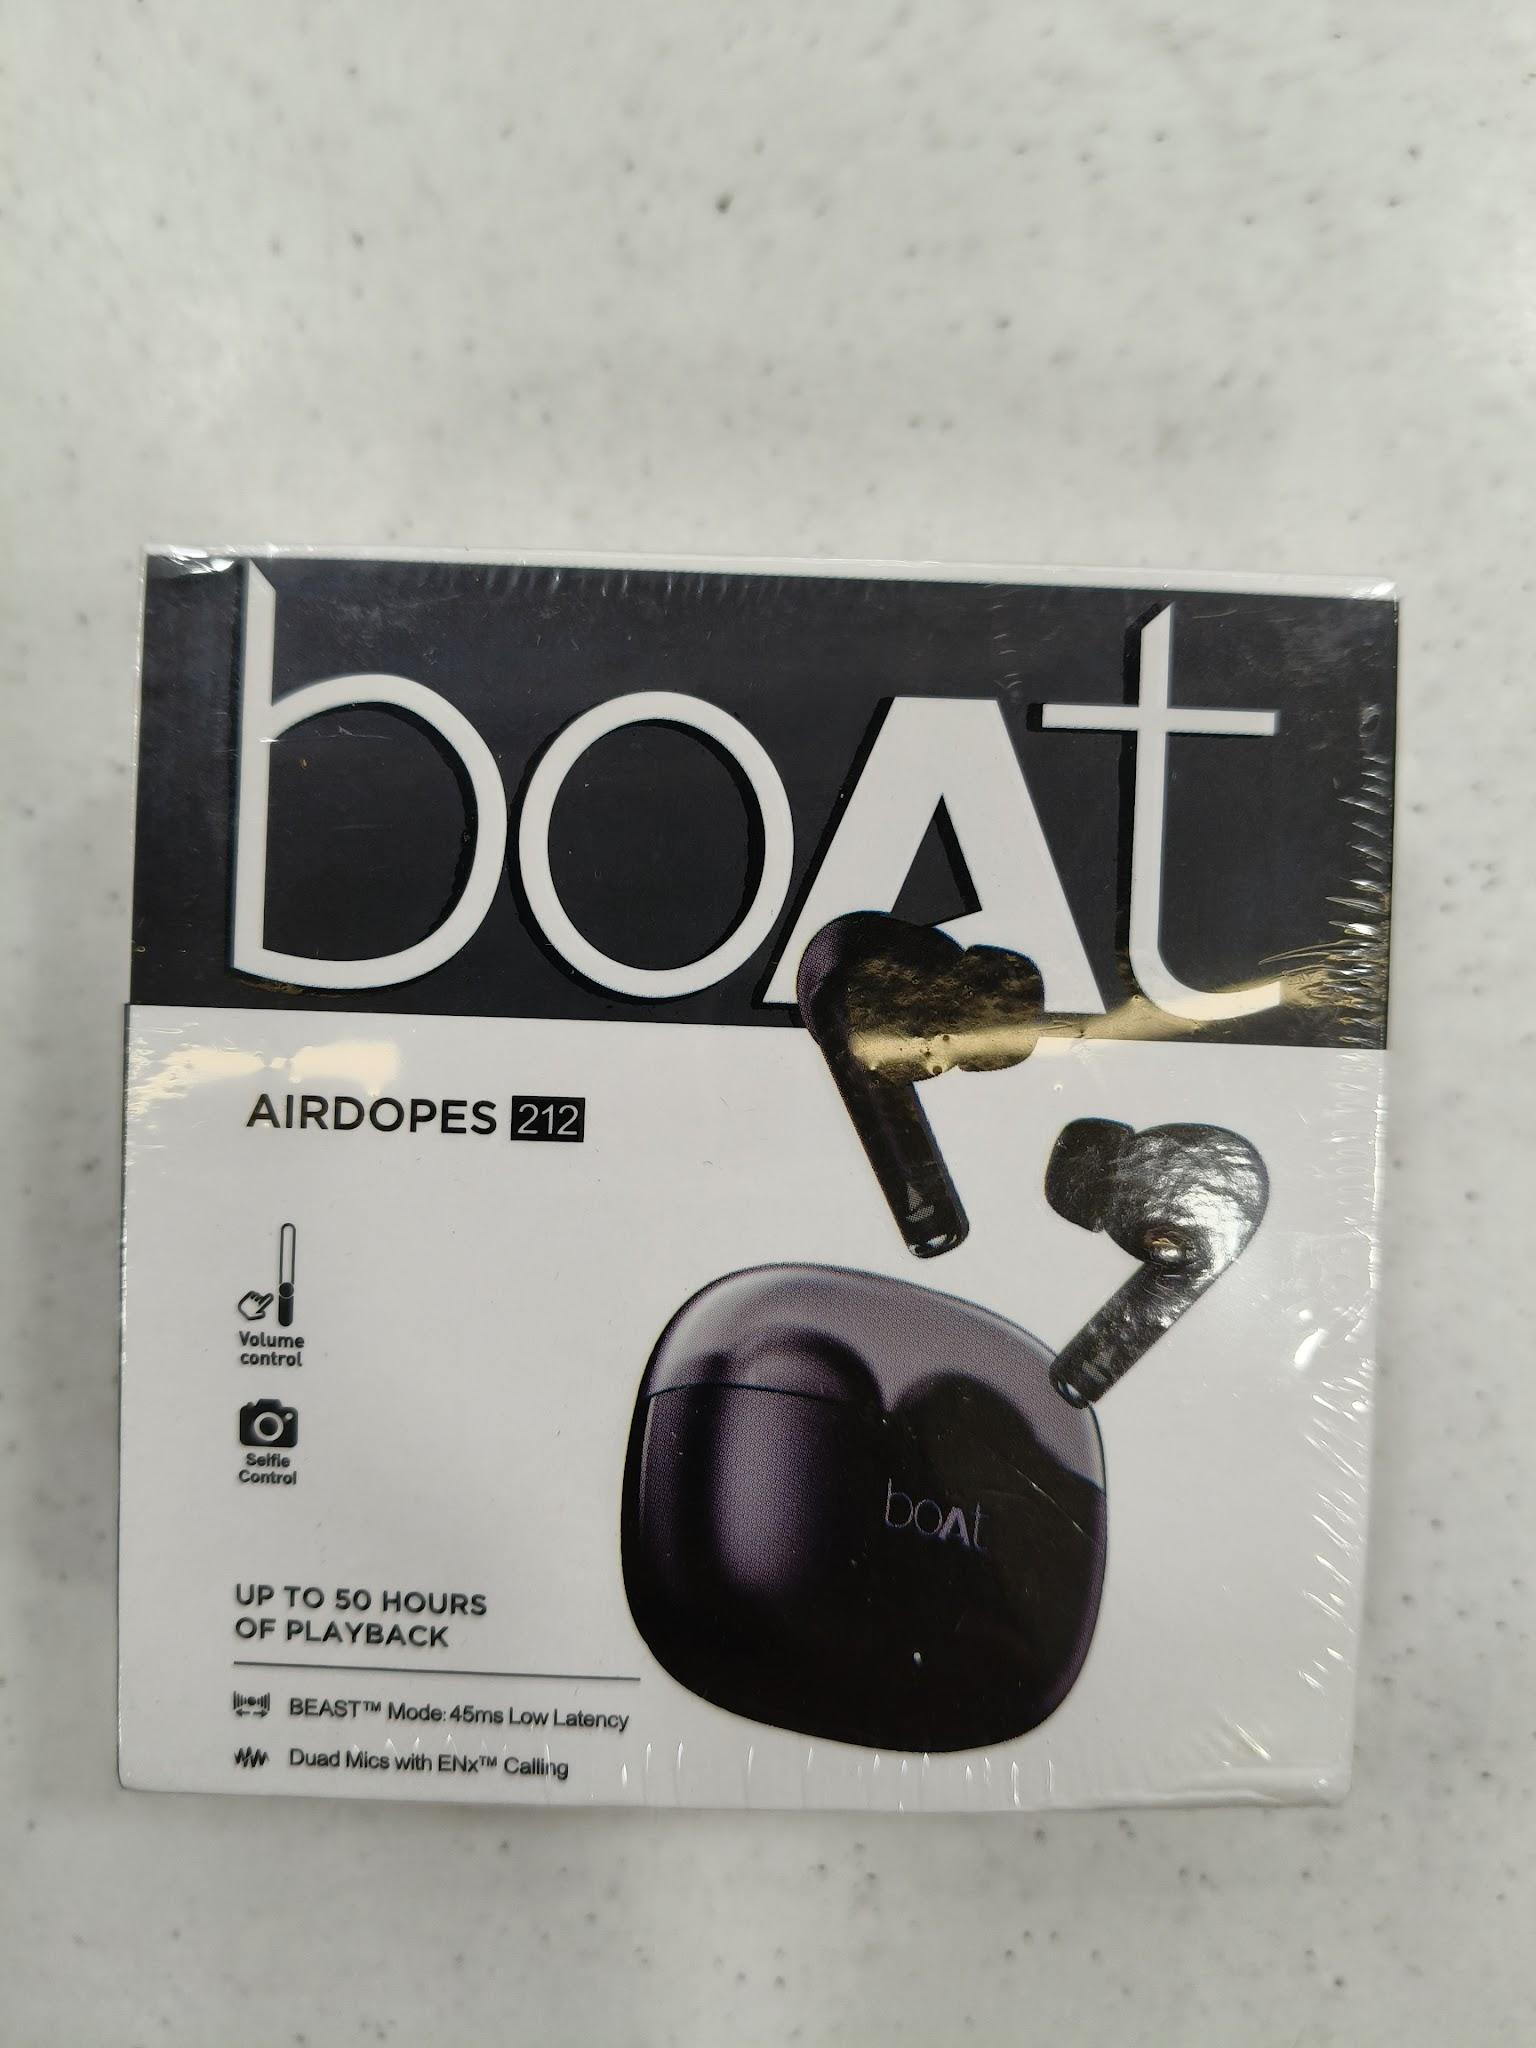 boAt
AIRDOPES 212
Volume
control
Selfie
Control
boAt
UP TO 50 HOURS
OF PLAYBACK
BEAST™ Mode: 45ms Low Latency
Duad Mics with ENx™ Calling